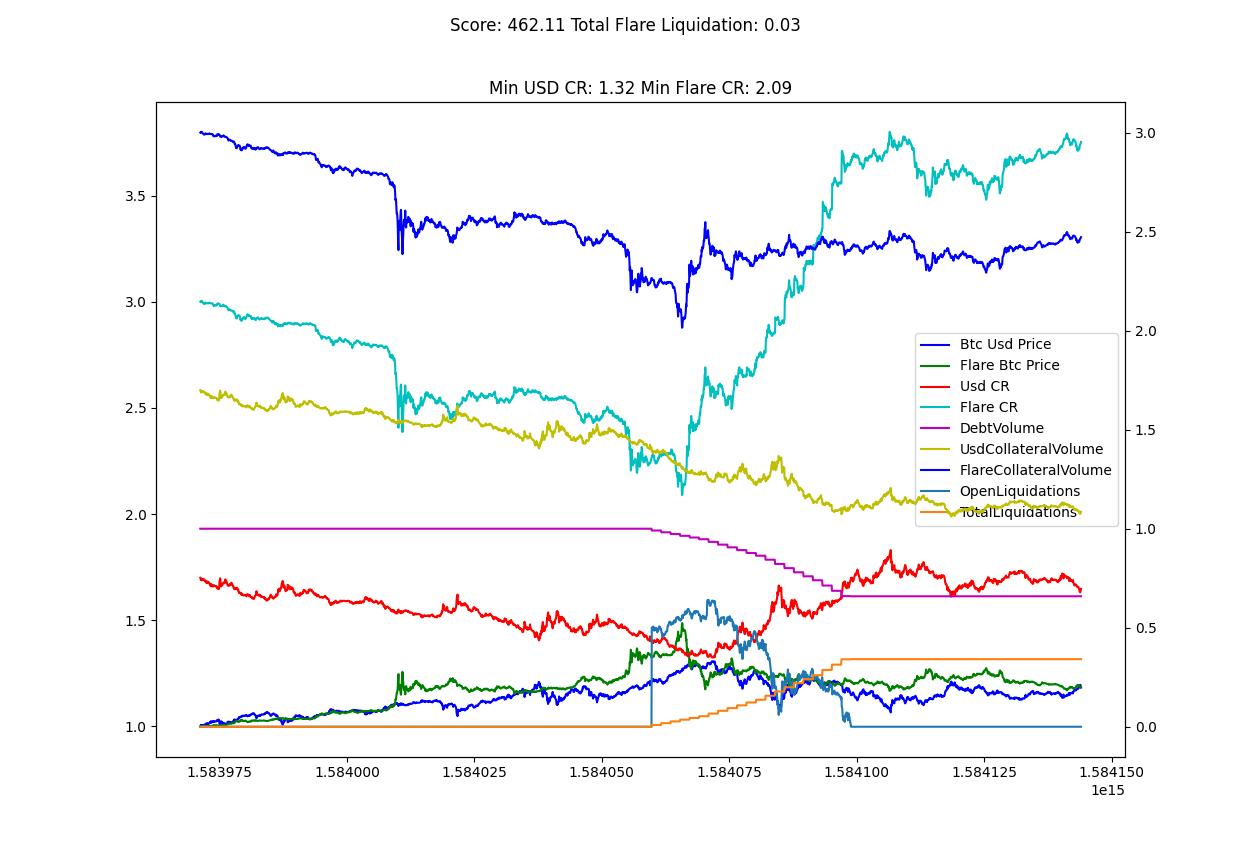 Score: 462.11 Total Flare Liquidation: 0.03
Min USD CR: 1.32 Min Flare CR: 2.09
3.5
3.0
2.5
2.0
1.5
1.0
3.0
2.5
2.0
1.5
1.0
0.5
0.0
Btc Usd Price
Flare Btc Price
Usd CR
Flare CR
DebtVolume
UsdCollateralVolume
FlareCollateralVolume
OpenLiquidations
TotalLiquidations
1.583975 1.584000 1.584025 1.584050 1.584075 1.584100 1.584125 1.584150
1e15